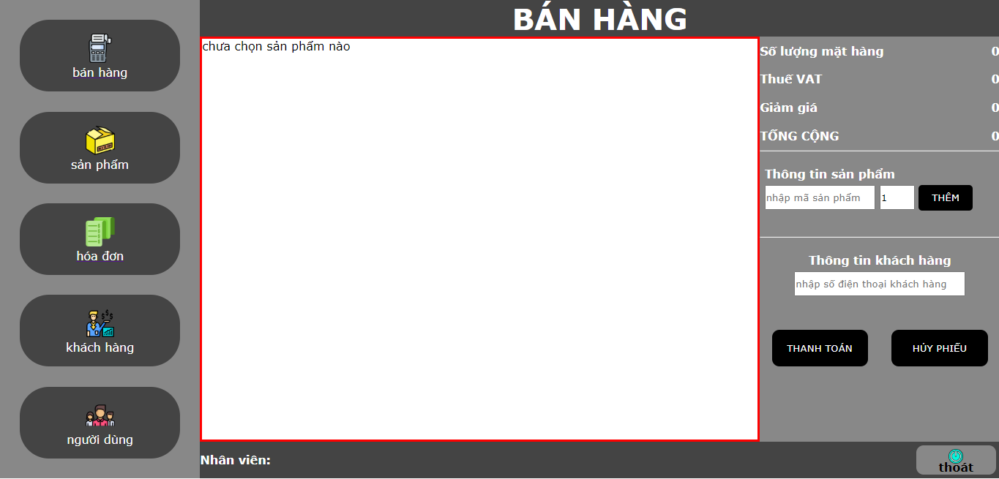 BÁN HÀNG
bán hàng
sản phẩm
hóa đơn
khách hàng
người dùng
chưa chọn sản phẩm nào
Số lượng mặt hàng 0
Thuế VAT 0
Giảm giá 0
TỔNG CỘNG 0
Thông tin sản phẩm
nhập mã sản phẩm 1 THÊM
Thông tin khách hàng
nhập số điện thoại khách hàng
THANH TOÁN HỦY PHIẾU
Nhân viên:
thoát